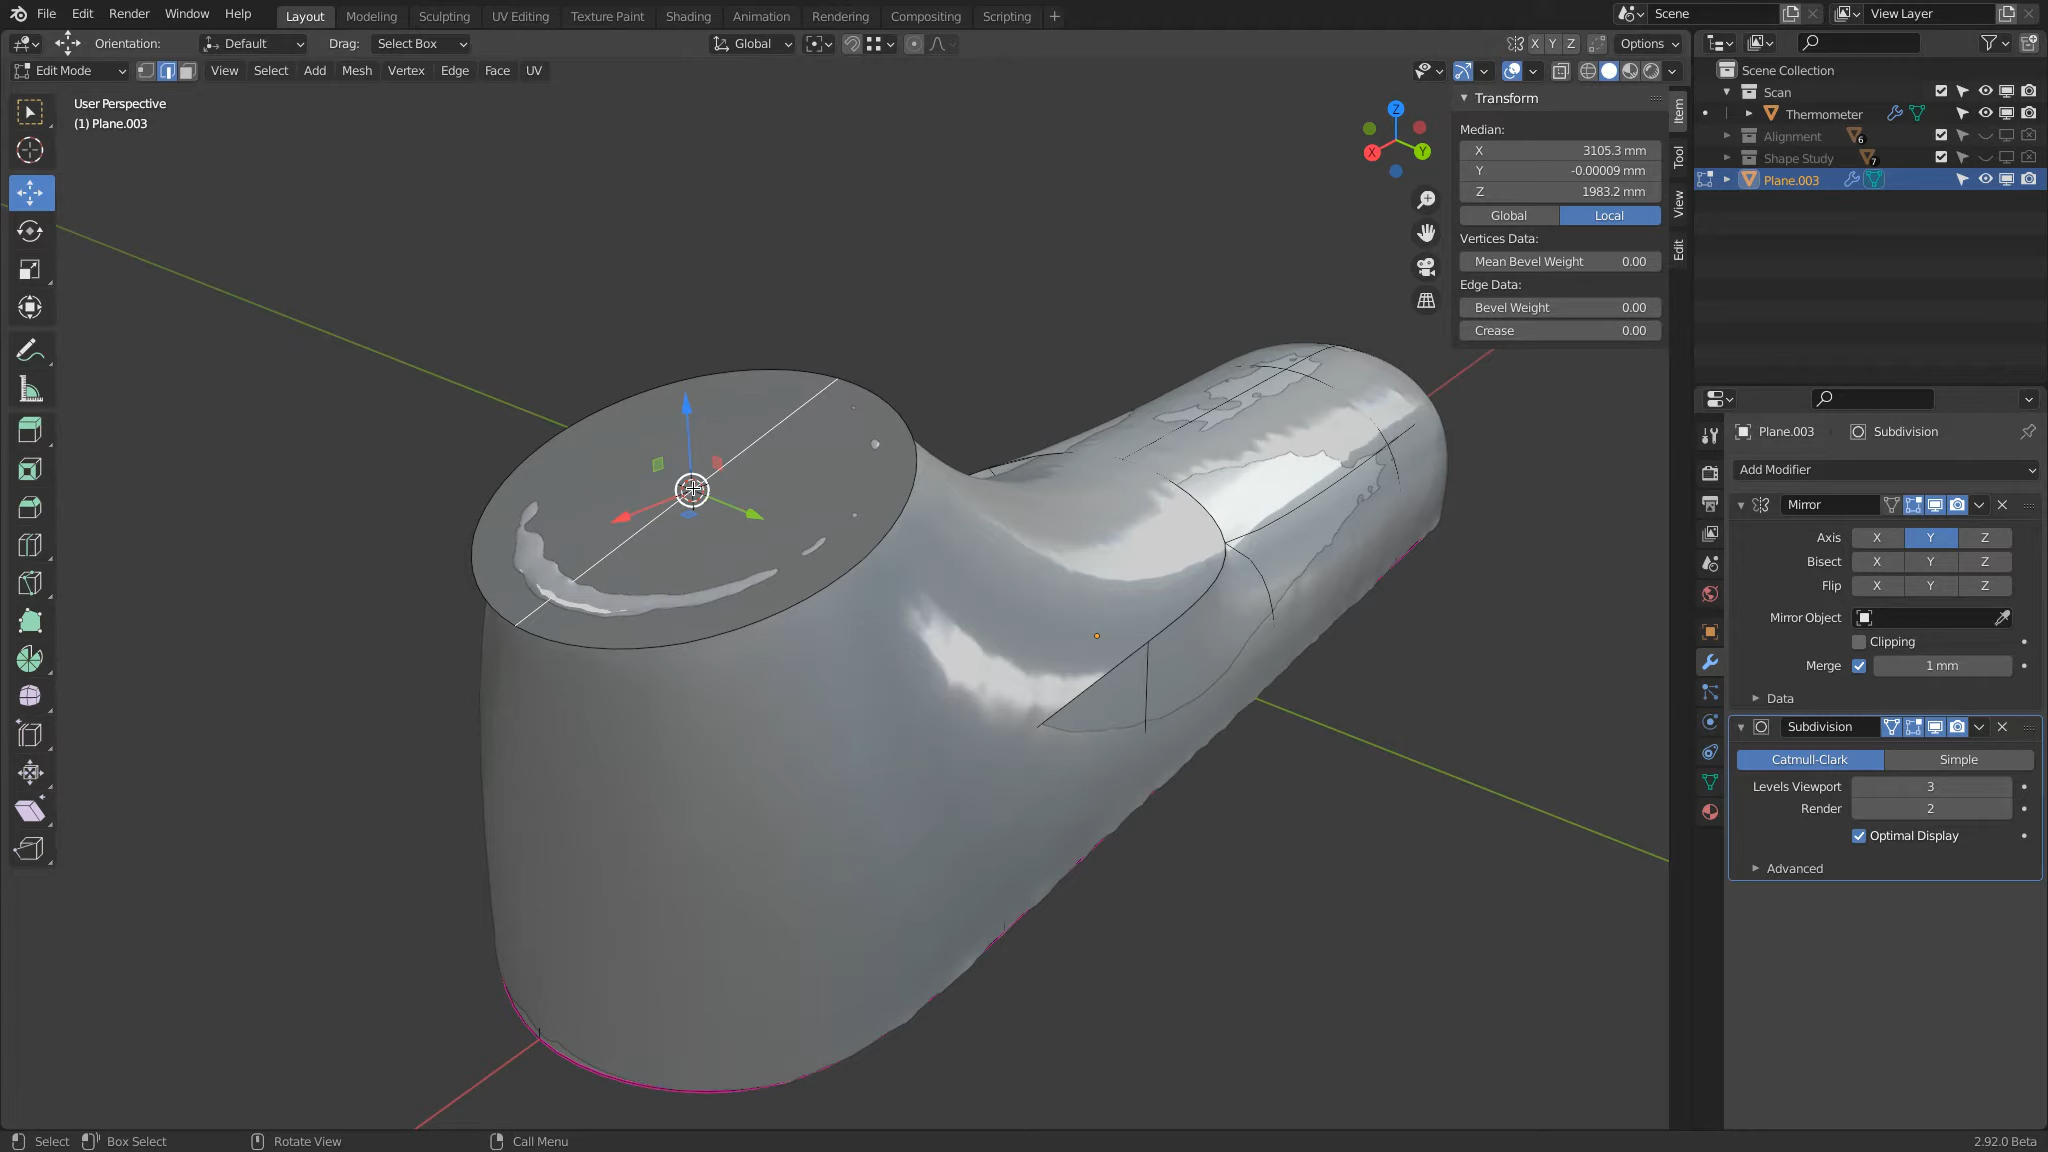 File Edit Render Window Help Layout Modeling Sculpting UV Editing Texture Paint Shading Animation Rendering Compositing Scripting + Scene View Layer
Orientation: Default Drag: Select Box Global X Y Z Options
Edit Mode View Select Add Mesh Vertex Edge Face UV
User Perspective
(1) Plane.003
Z
X
Y
Transform
Median:
X 3105.3 mm
Y -0.00009 mm
Z 1983.2 mm
Global Local
Vertices Data:
Mean Bevel Weight 0.00
Edge Data:
Bevel Weight 0.00
Crease 0.00
Item
Tool
View
Edit
Scene Collection
Scan
Thermometer
Alignment 6
Shape Study 7
Plane.003
Plane.003 Subdivision
Add Modifier
Mirror
Axis X Y Z
Bisect X Y Z
Flip X Y Z
Mirror Object
Clipping
Merge 1 mm
Data
Subdivision
Catmull-Clark Simple
Levels Viewport 3
Render 2
Optimal Display
Advanced
Select Box Select Rotate View Call Menu 2.92.0 Beta